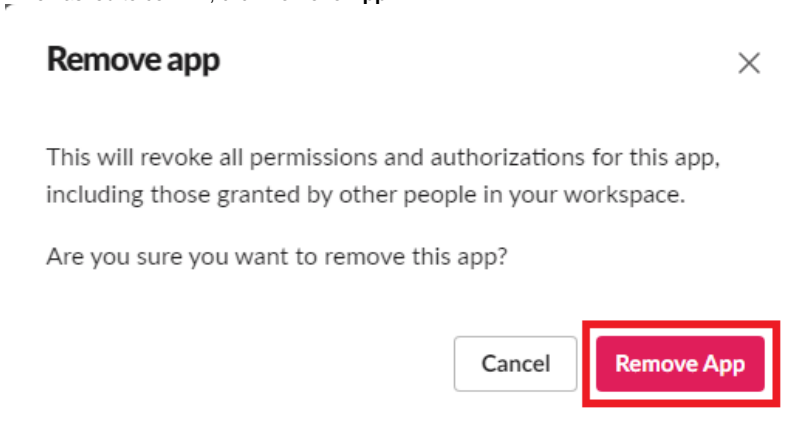 Remove app
This will revoke all permissions and authorizations for this app,
including those granted by other people in your workspace.
Are you sure you want to remove this app?
Cancel
Remove App